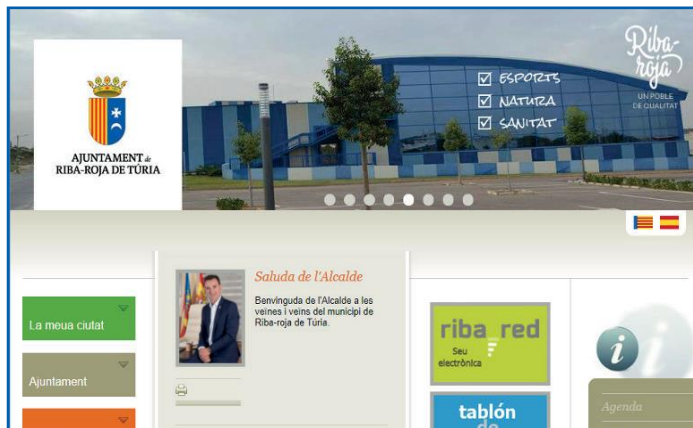 ESPORTS
NATURA
SANITAT
Riba-
roja
UN POBLE
DE QUALITAT
AJUNTAMENT de
RIBA-ROJA DE TÚRIA
La meua ciutat
Ajuntament
Saluda de l'Alcalde
Benvinguda de l'Alcalde a les
veïnes i veïns del municipi de
Riba-roja de Túria.
riba_red
Seu
electrònica
tablón
de
i
Agenda